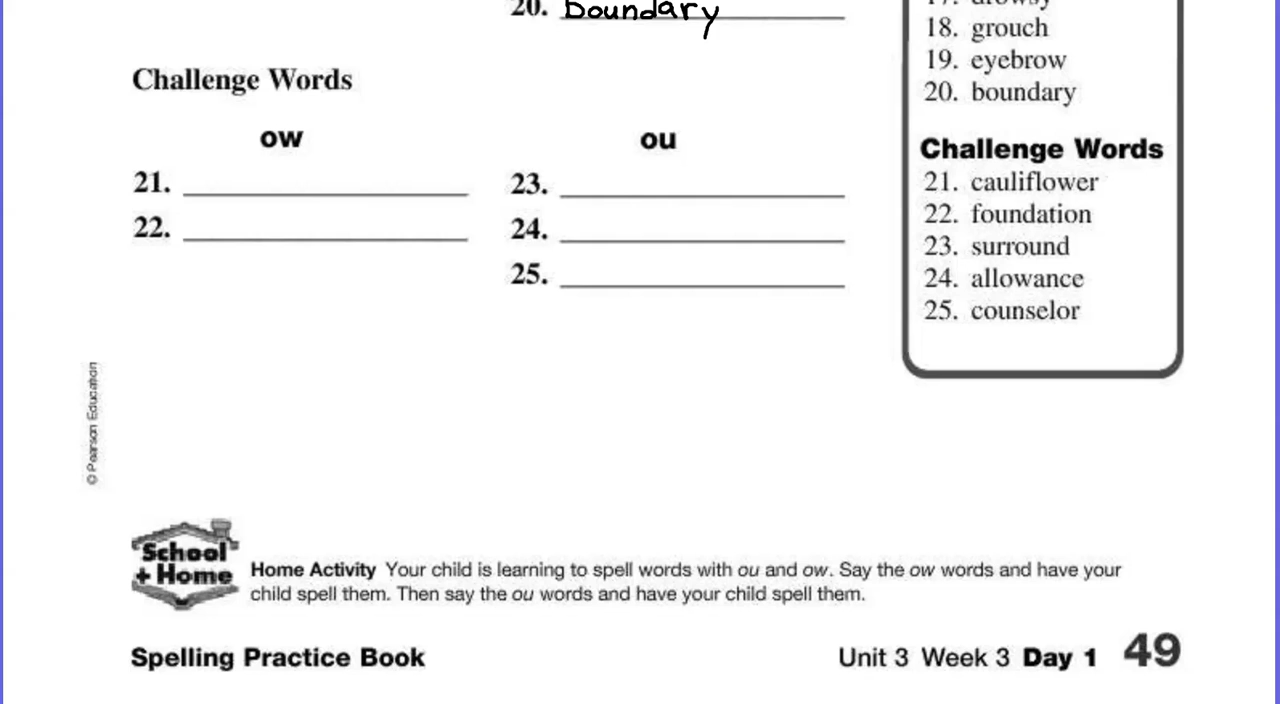 20. boundary
Challenge Words
ow
21.
22.
ou
23.
24.
25.
17. drowsy
18. grouch
19. eyebrow
20. boundary
Challenge Words
21. cauliflower
22. foundation
23. surround
24. allowance
25. counselor
© Pearson Education
School
+ Home
Home Activity Your child is learning to spell words with ou and ow. Say the ow words and have your
child spell them. Then say the ou words and have your child spell them.
Spelling Practice Book
Unit 3 Week 3 Day 1 49